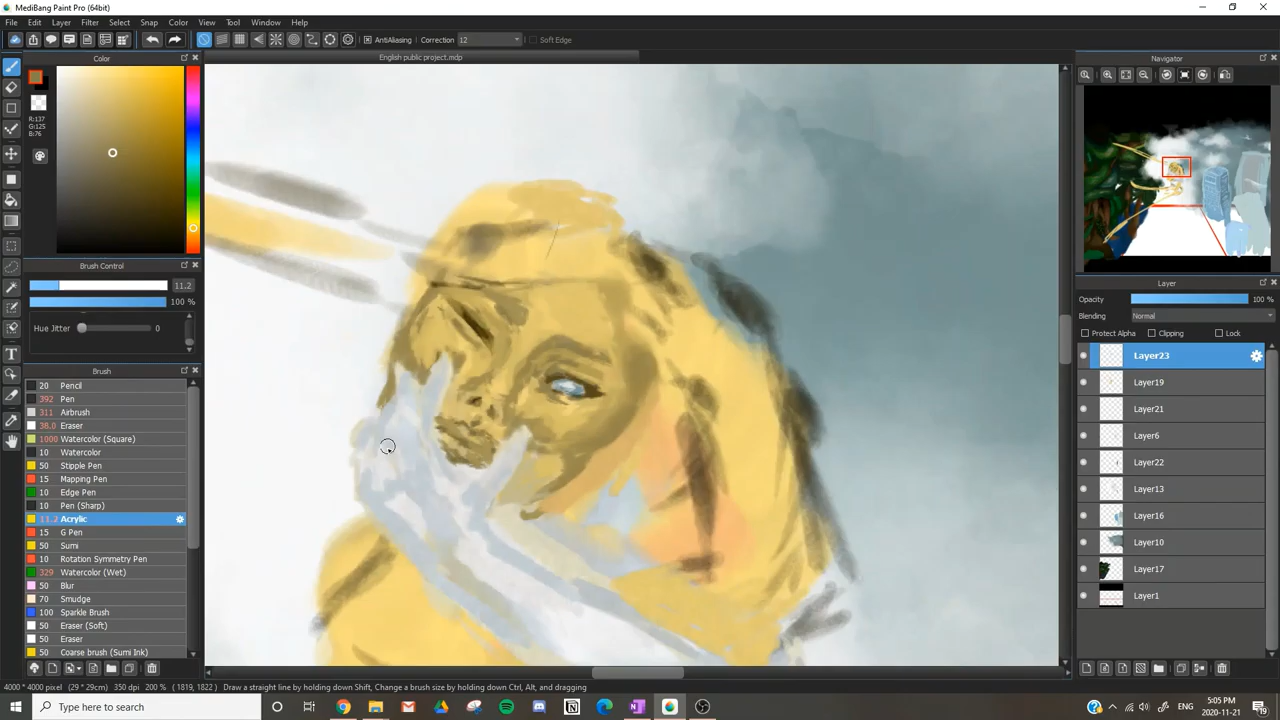 MediBang Paint Pro (64bit)
File Edit Layer Filter Select Snap Color View Tool Window Help
AntiAliasing Correction 12 Soft Edge
Color
English public project.mdp
Navigator
R:137
G:125
B:76
Brush Control
11.2
100 %
Hue Jitter 0
Brush
20 Pencil
392 Pen
311 Airbrush
38.0 Eraser
1000 Watercolor (Square)
10 Watercolor
50 Stipple Pen
15 Mapping Pen
10 Edge Pen
10 Pen (Sharp)
11.2 Acrylic
15 G Pen
50 Sumi
10 Rotation Symmetry Pen
329 Watercolor (Wet)
50 Blur
70 Smudge
100 Sparkle Brush
50 Eraser (Soft)
50 Eraser
50 Coarse brush (Sumi Ink)
Layer
Opacity 100 %
Blending Normal
Protect Alpha Clipping Lock
Layer23
Layer19
Layer21
Layer6
Layer22
Layer13
Layer16
Layer10
Layer17
Layer1
4000 * 4000 pixel (29 * 29cm) 350 dpi 200 % ( 1819, 1822 ) Draw a straight line by holding down Shift, Change a brush size by holding down Ctrl, Alt, and dragging
Type here to search
ENG
5:05 PM
2020-11-21
19